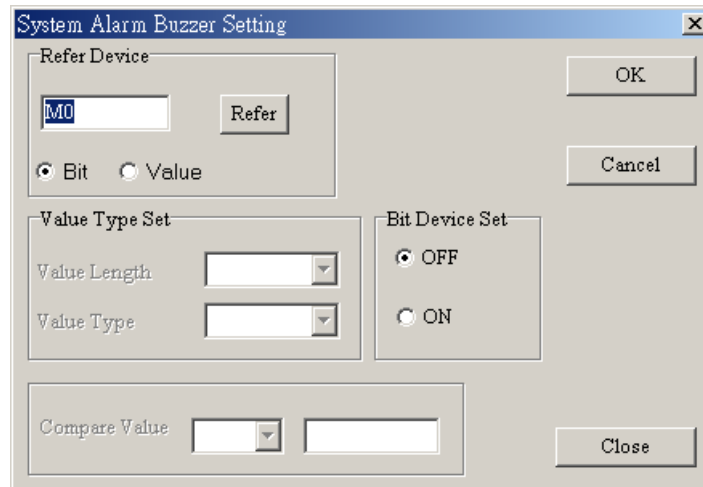 System Alarm Buzzer Setting
Refer Device
M0
Refer
Bit
Value
OK
Cancel
Value Type Set
Value Length
Value Type
Bit Device Set
OFF
ON
Compare Value
Close